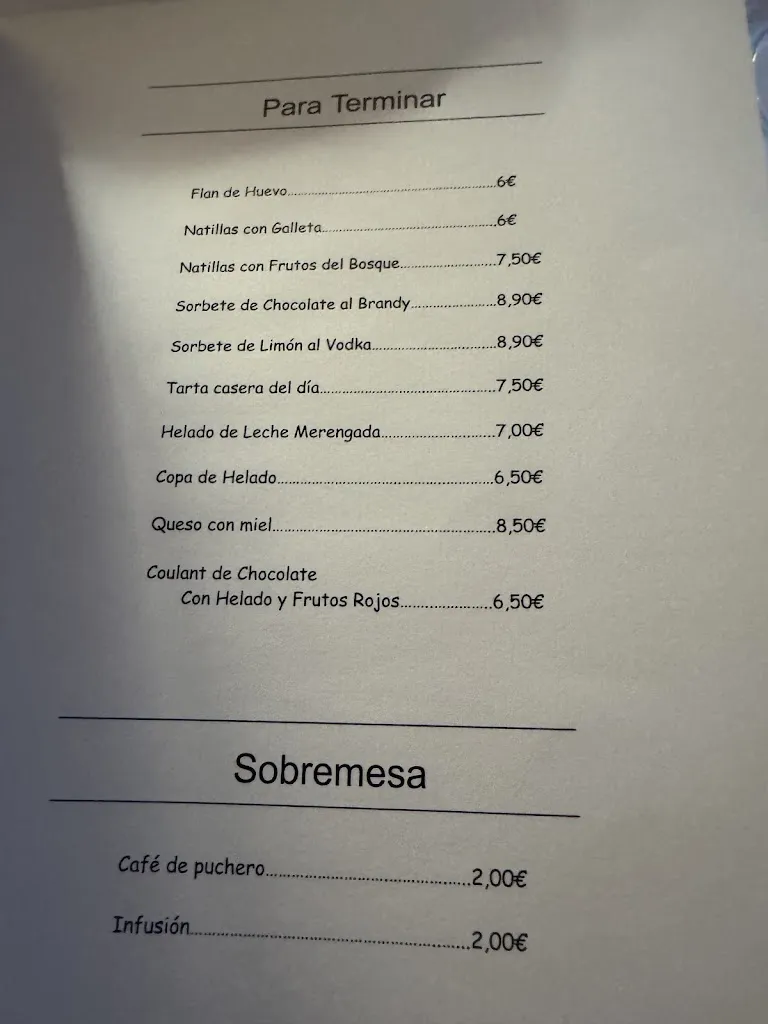 Para Terminar
Flan de Huevo..........6€
Natillas con Galleta..........6€
Natillas con Frutos del Bosque..........7,50€
Sorbete de Chocolate al Brandy..........8,90€
Sorbete de Limón al Vodka..........8,90€
Tarta casera del día..........7,50€
Helado de Leche Merengada..........7,00€
Copa de Helado..........6,50€
Queso con miel..........8,50€
Coulant de Chocolate
Con Helado y Frutos Rojos..........6,50€
Sobremesa
Café de puchero..........2,00€
Infusión..........2,00€